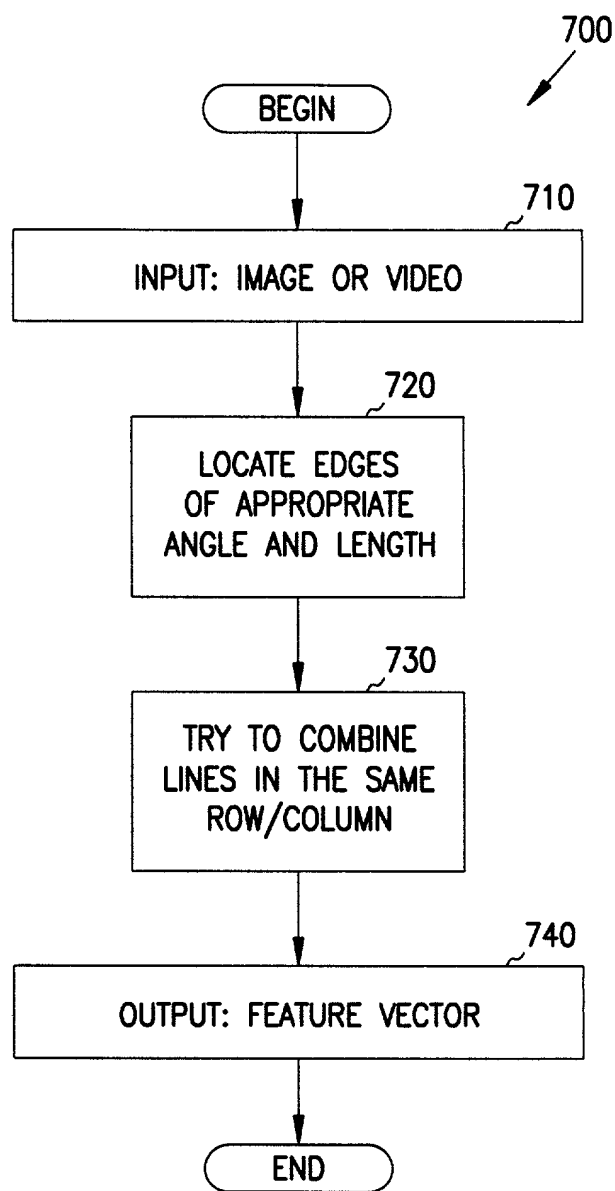 700
BEGIN
710
INPUT: IMAGE OR VIDEO
720
LOCATE EDGES
OF APPROPRIATE
ANGLE AND LENGTH
730
TRY TO COMBINE
LINES IN THE SAME
ROW/COLUMN
740
OUTPUT: FEATURE VECTOR
END